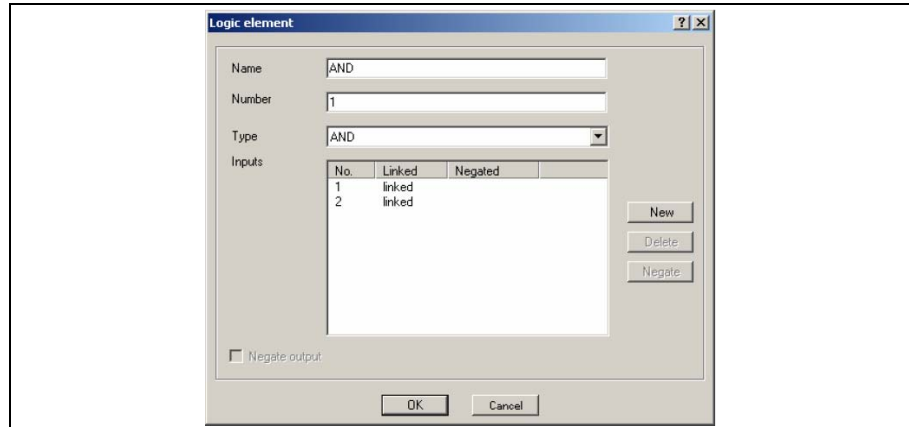 Logic element
Name AND
Number 1
Type AND
Inputs
No. Linked Negated
1 linked
2 linked
New
Delete
Negate
Negate output
OK Cancel